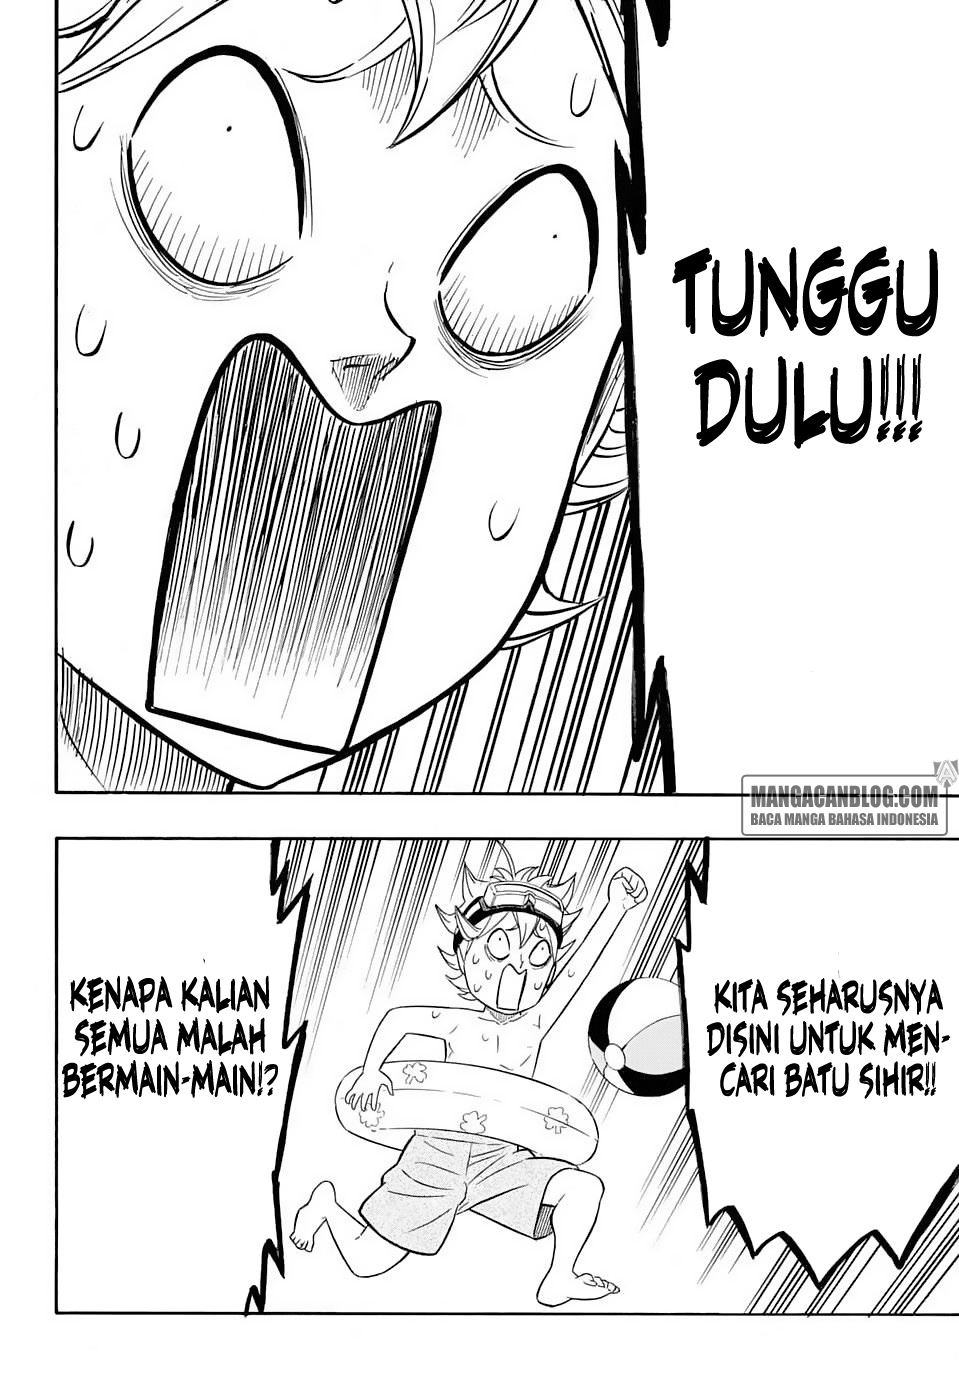 TUNGGU
DULU!!!
MANGACANBLOG.COM
BACA MANGA BAHASA INDONESIA
KITA SEHARUSNYA
DISINI UNTUK MEN-
CARI BATU SIHIR!!
KENAPA KALIAN
SEMUA MALAH
BERMAIN-MAIN!?